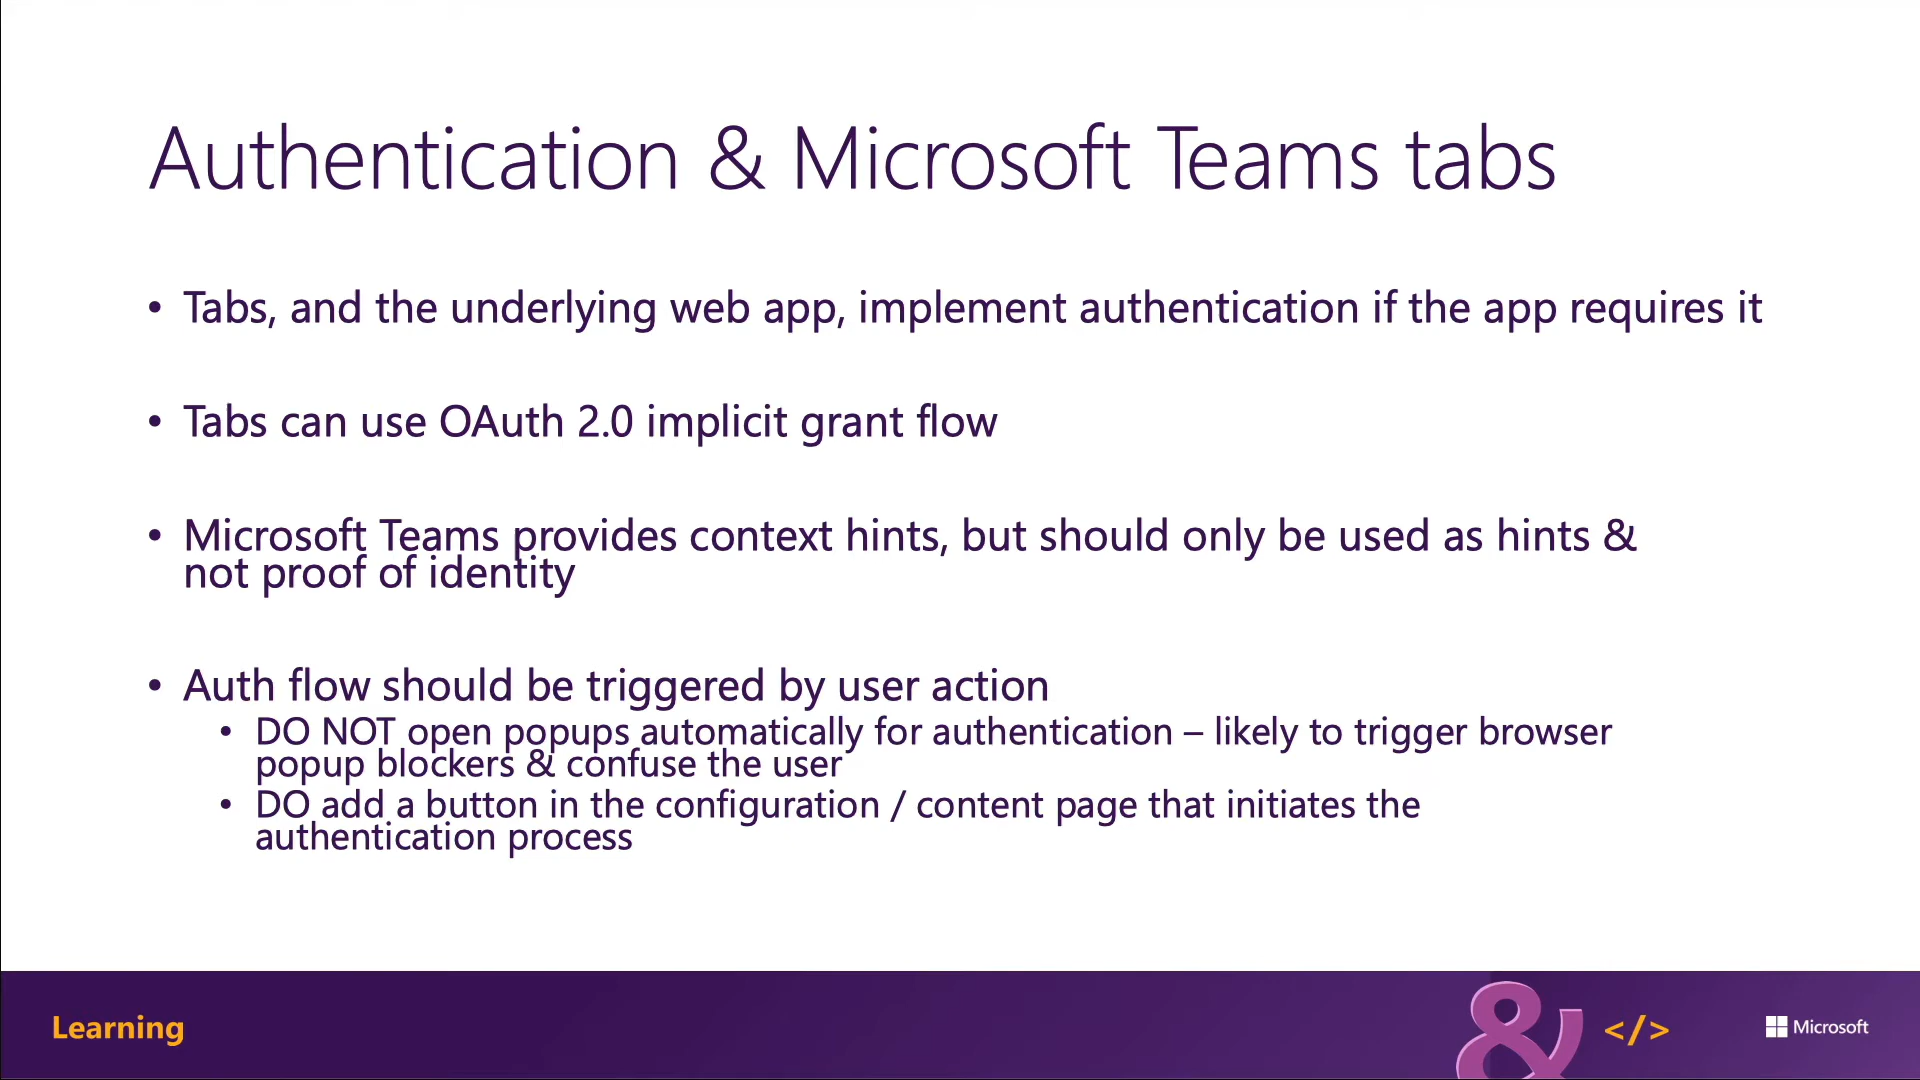 Authentication & Microsoft Teams tabs
• Tabs, and the underlying web app, implement authentication if the app requires it
• Tabs can use OAuth 2.0 implicit grant flow
• Microsoft Teams provides context hints, but should only be used as hints &
not proof of identity
• Auth flow should be triggered by user action
• DO NOT open popups automatically for authentication – likely to trigger browser
popup blockers & confuse the user
• DO add a button in the configuration / content page that initiates the
authentication process
Learning
& </>
Microsoft